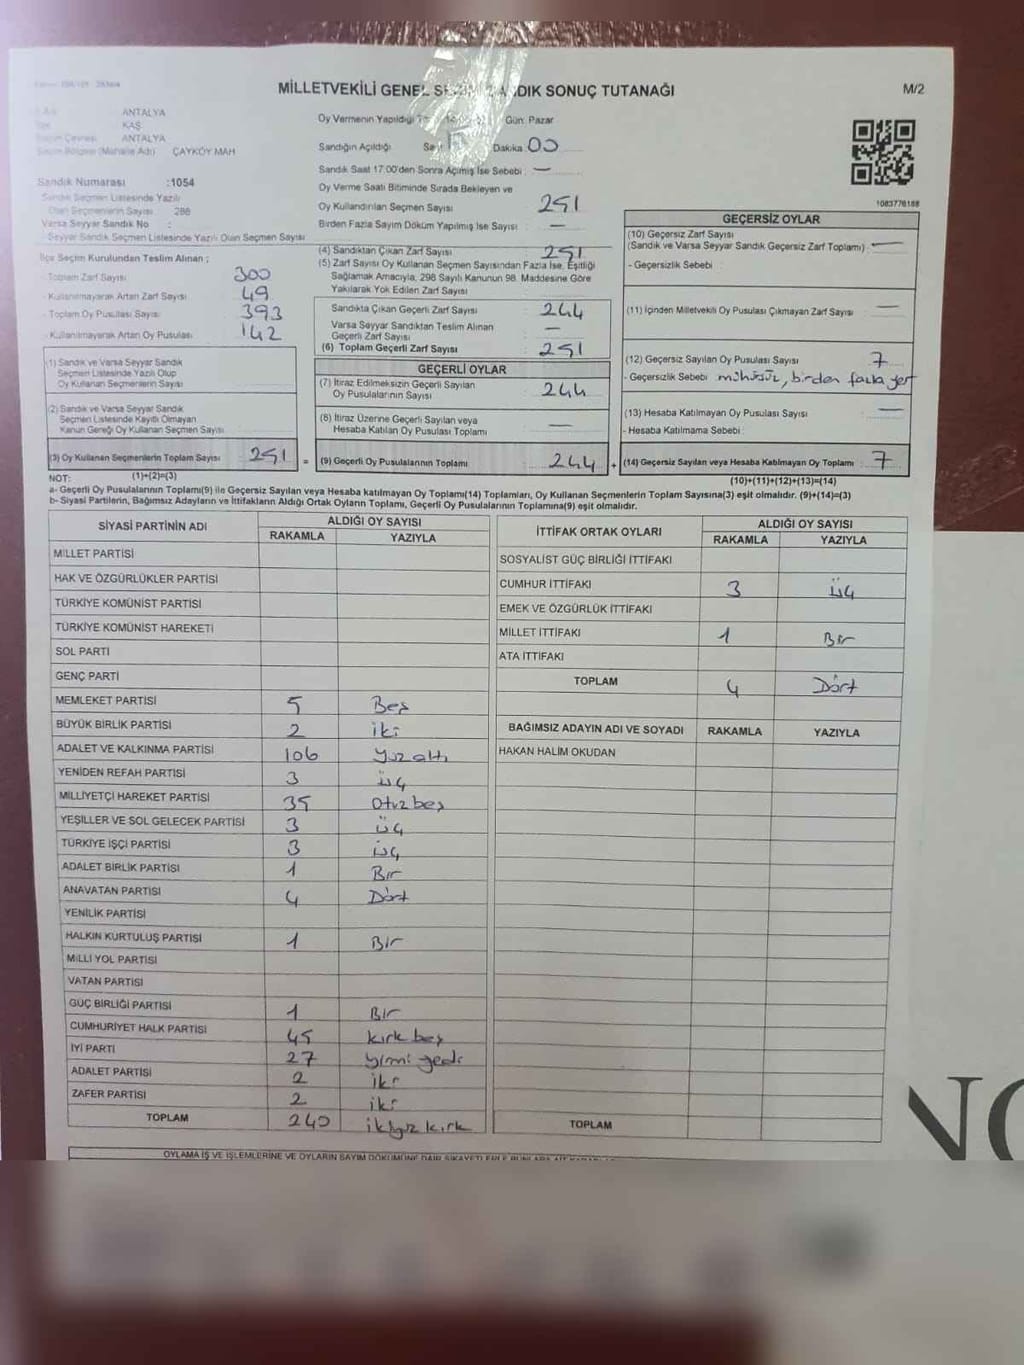 MİLLETVEKİLİ GENEL SANDIK SONUÇ TUTANAĞI
M/2
ANTALYA
KAŞ
ANTALYA
ÇAYKÖY MAH
Oy Vermenin Yapıldığı Gün: Pazar
Sandığın Açıldığı Dakika 00
Sandık Saat 17:00'den Sonra Açılmış İse Sebebi : —
Sandık Numarası :1054
Sandık Seçmen Listesinde Yazılı
Olan Seçmenlerin Sayısı 288
Varsa Seyyar Sandık No :
Seyyar Sandık Seçmen Listesinde Yazılı Olan Seçmen Sayısı
Oy Verme Saati Bitiminde Sırada Bekleyen ve
Oy Kullandırılan Seçmen Sayısı 251
Birden Fazla Sayım Döküm Yapılmış İse Sayısı : —
1083776188
İlçe Seçim Kurulundan Teslim Alınan ;
- Toplam Zarf Sayısı 300
- Kullanılmayarak Artan Zarf Sayısı 49
- Toplam Oy Pusulası Sayısı 393
- Kullanılmayarak Artan Oy Pusulası 142
(4) Sandıktan Çıkan Zarf Sayısı 251
(5) Zarf Sayısı Oy Kullanan Seçmen Sayısından Fazla İse, Eşitliği
Sağlamak Amacıyla, 298 Sayılı Kanunun 98. Maddesine Göre
Yakılarak Yok Edilen Zarf Sayısı
Sandıkta Çıkan Geçerli Zarf Sayısı 244
Varsa Seyyar Sandıktan Teslim Alınan
Geçerli Zarf Sayısı —
(6) Toplam Geçerli Zarf Sayısı 251
GEÇERSİZ OYLAR
(10) Geçersiz Zarf Sayısı
(Sandık ve Varsa Seyyar Sandık Geçersiz Zarf Toplamı) : —
- Geçersizlik Sebebi :
(11) İçinden Milletvekili Oy Pusulası Çıkmayan Zarf Sayısı —
(12) Geçersiz Sayılan Oy Pusulası Sayısı 7
- Geçersizlik Sebebi mühürsüz, birden fazla yer
(13) Hesaba Katılmayan Oy Pusulası Sayısı —
- Hesaba Katılmama Sebebi :
(14) Geçersiz Sayılan veya Hesaba Katılmayan Oy Toplamı : 7
(10)+(11)+(12)+(13)=(14)
(1) Sandık ve Varsa Seyyar Sandık
Seçmen Listesinde Yazılı Olup
Oy Kullanan Seçmenlerin Sayısı
(2) Sandık ve Varsa Seyyar Sandık
Seçmen Listesinde Kayıtlı Olmayan
Kanun Gereği Oy Kullanan Seçmen Sayısı
(3) Oy Kullanan Seçmenlerin Toplam Sayısı 251 =
(1)+(2)=(3)
GEÇERLİ OYLAR
(7) İtiraz Edilmeksizin Geçerli Sayılan
Oy Pusulalarının Sayısı 244
(8) İtiraz Üzerine Geçerli Sayılan veya
Hesaba Katılan Oy Pusulası Toplamı —
(9) Geçerli Oy Pusulalarının Toplamı 244 +
NOT:
a- Geçerli Oy Pusulalarının Toplamı(9) ile Geçersiz Sayılan veya Hesaba katılmayan Oy Toplamı(14) Toplamları, Oy Kullanan Seçmenlerin Toplam Sayısına(3) eşit olmalıdır. (9)+(14)=(3)
b- Siyasi Partilerin, Bağımsız Adayların ve İttifakların Aldığı Ortak Oyların Toplamı, Geçerli Oy Pusulalarının Toplamına(9) eşit olmalıdır.
SİYASİ PARTİNİN ADI ALDIĞI OY SAYISI
RAKAMLA YAZIYLA
MİLLET PARTİSİ
HAK VE ÖZGÜRLÜKLER PARTİSİ
TÜRKİYE KOMÜNİST PARTİSİ
TÜRKİYE KOMÜNİST HAREKETİ
SOL PARTİ
GENÇ PARTİ
MEMLEKET PARTİSİ 5 Beş
BÜYÜK BİRLİK PARTİSİ 2 iki
ADALET VE KALKINMA PARTİSİ 106 Yüz altı
YENİDEN REFAH PARTİSİ 3 üç
MİLLİYETÇİ HAREKET PARTİSİ 35 Otuz beş
YEŞİLLER VE SOL GELECEK PARTİSİ 3 üç
TÜRKİYE İŞÇİ PARTİSİ 3 üç
ADALET BİRLİK PARTİSİ 1 Bir
ANAVATAN PARTİSİ 4 Dört
YENİLİK PARTİSİ
HALKIN KURTULUŞ PARTİSİ 1 Bir
MİLLİ YOL PARTİSİ
VATAN PARTİSİ
GÜÇ BİRLİĞİ PARTİSİ 1 Bir
CUMHURİYET HALK PARTİSİ 45 kırk beş
İYİ PARTİ 27 yirmi yedi
ADALET PARTİSİ 2 iki
ZAFER PARTİSİ 2 iki
TOPLAM 240 ikiyüz kırk
İTTİFAK ORTAK OYLARI ALDIĞI OY SAYISI
RAKAMLA YAZIYLA
SOSYALİST GÜÇ BİRLİĞİ İTTİFAKI
CUMHUR İTTİFAKI 3 üç
EMEK VE ÖZGÜRLÜK İTTİFAKI
MİLLET İTTİFAKI 1 Bir
ATA İTTİFAKI
TOPLAM 4 Dört
BAĞIMSIZ ADAYIN ADI VE SOYADI RAKAMLA YAZIYLA
HAKAN HALİM OKUDAN
TOPLAM
OYLAMA İŞ VE İŞLEMLERİNE VE OYLARIN SAYIM DÖKÜMÜNE DAİR